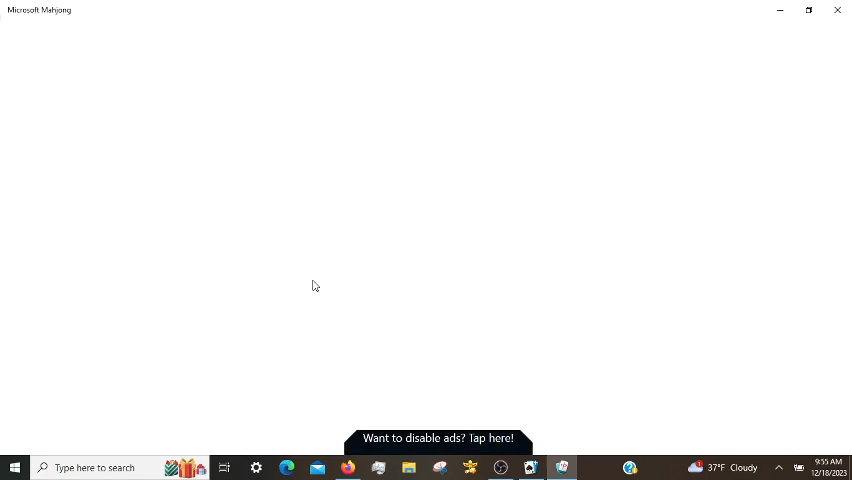 Microsoft Mahjong
Want to disable ads? Tap here!
Type here to search
37°F Cloudy
9:55 AM
12/18/2023